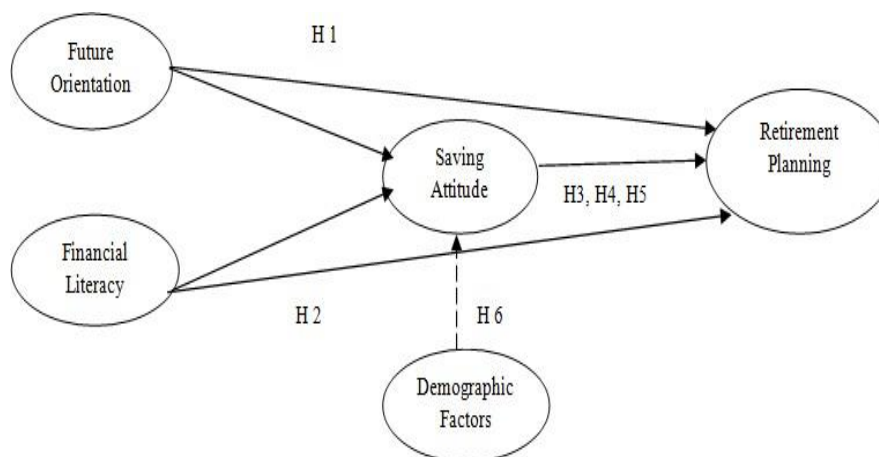 H 1
Future
Orientation
Retirement
Planning
Saving
Attitude
H3, H4, H5
Financial
Literacy
H 2
H 6
Demographic
Factors